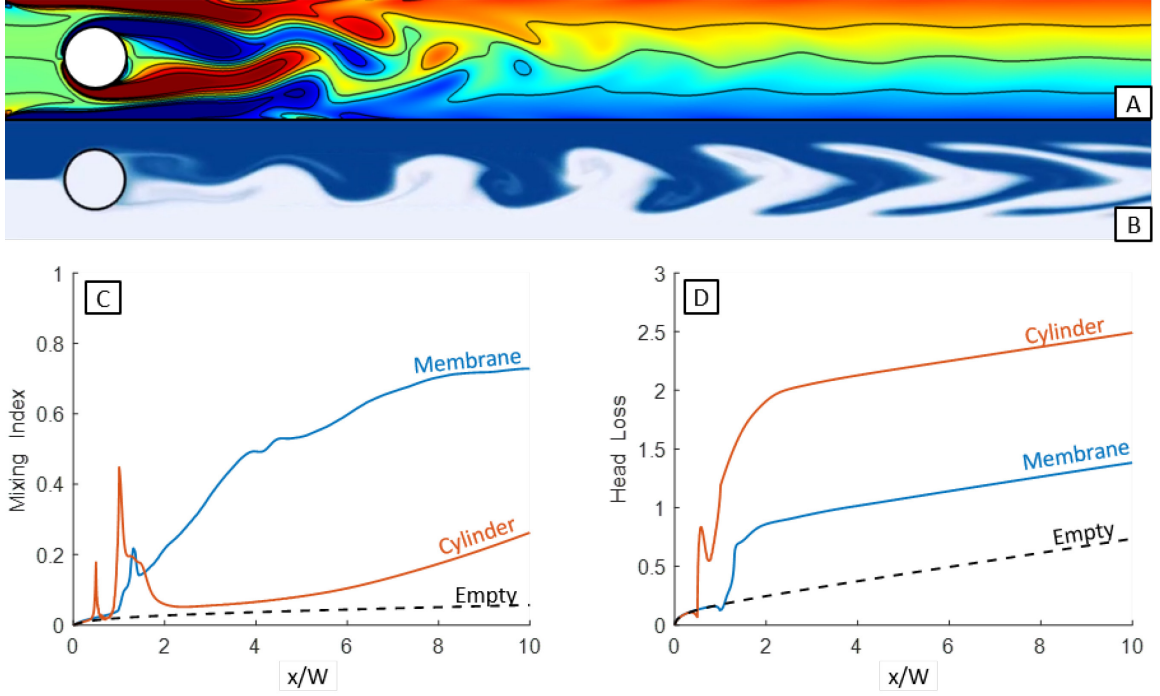 A
B
C
1
0.8
0.6
0.4
0.2
0
Mixing Index
Membrane
Cylinder
Empty
0 2 4 6 8 10
x/W
D
3
2.5
2
1.5
1
0.5
0
Head Loss
Cylinder
Membrane
Empty
0 2 4 6 8 10
x/W